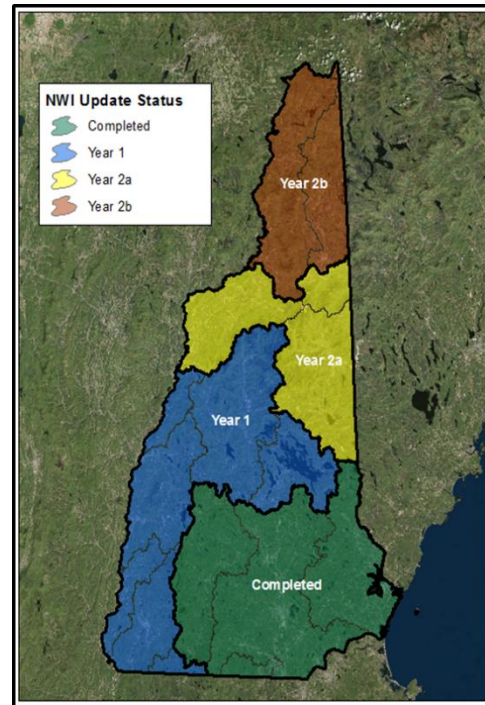 NWI Update Status
Completed
Year 1
Year 2a
Year 2b
Year 2b
Year 2a
Year 1
Completed